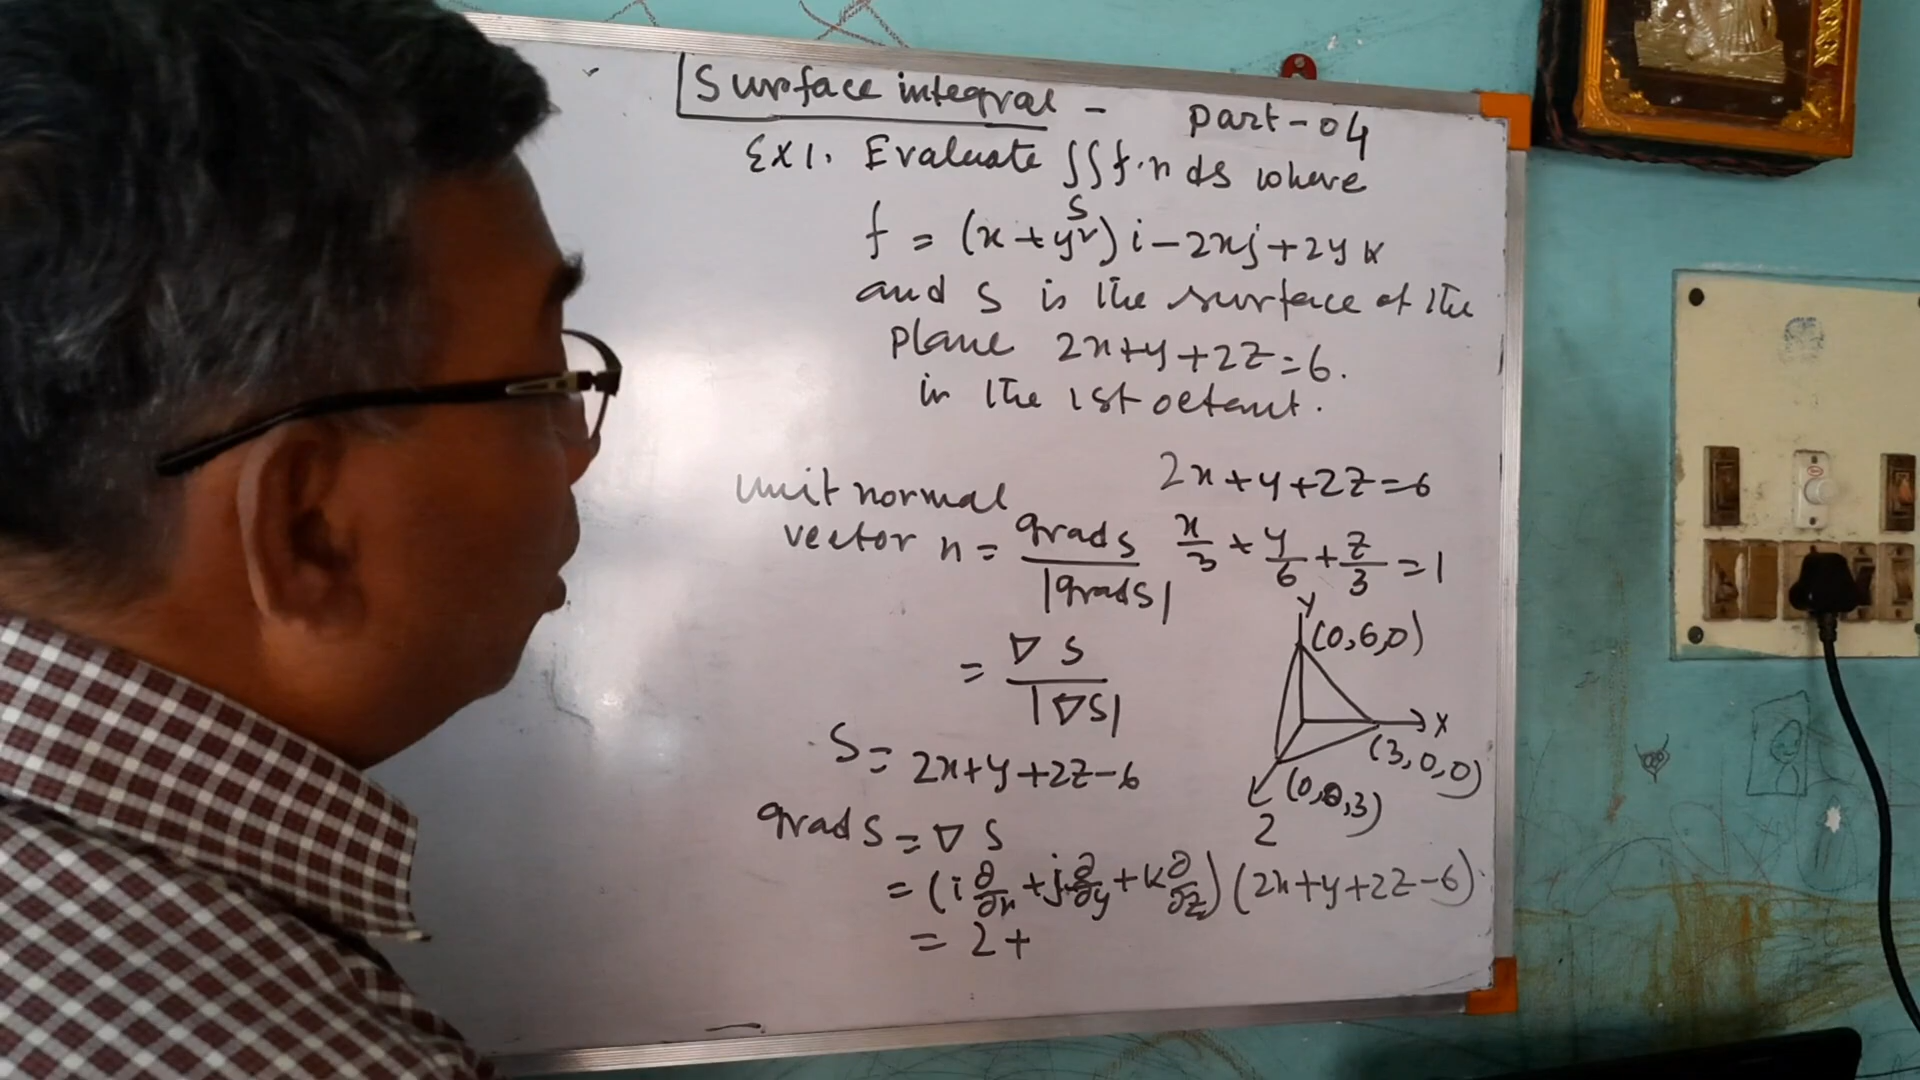 Surface integral - Part-04
Ex1. Evaluate ∫∫f.n ds where
S
f = (x+y²)i-2xj+2yk
and S is the surface of the
plane 2x+y+2z=6.
in the 1st octant.
2x+y+2z=6
unit normal
vector n = grad s / |grad s|
x/3 + y/6 + z/3 = 1
= ∇ S / |∇S|
Y
(0,6,0)
X
(3,0,0)
(0,0,3)
Z
S = 2x+y+2z-6
grad S = ∇ S
= (i ∂/∂x + j ∂/∂y + k ∂/∂z) (2x+y+2z-6)
= 2+